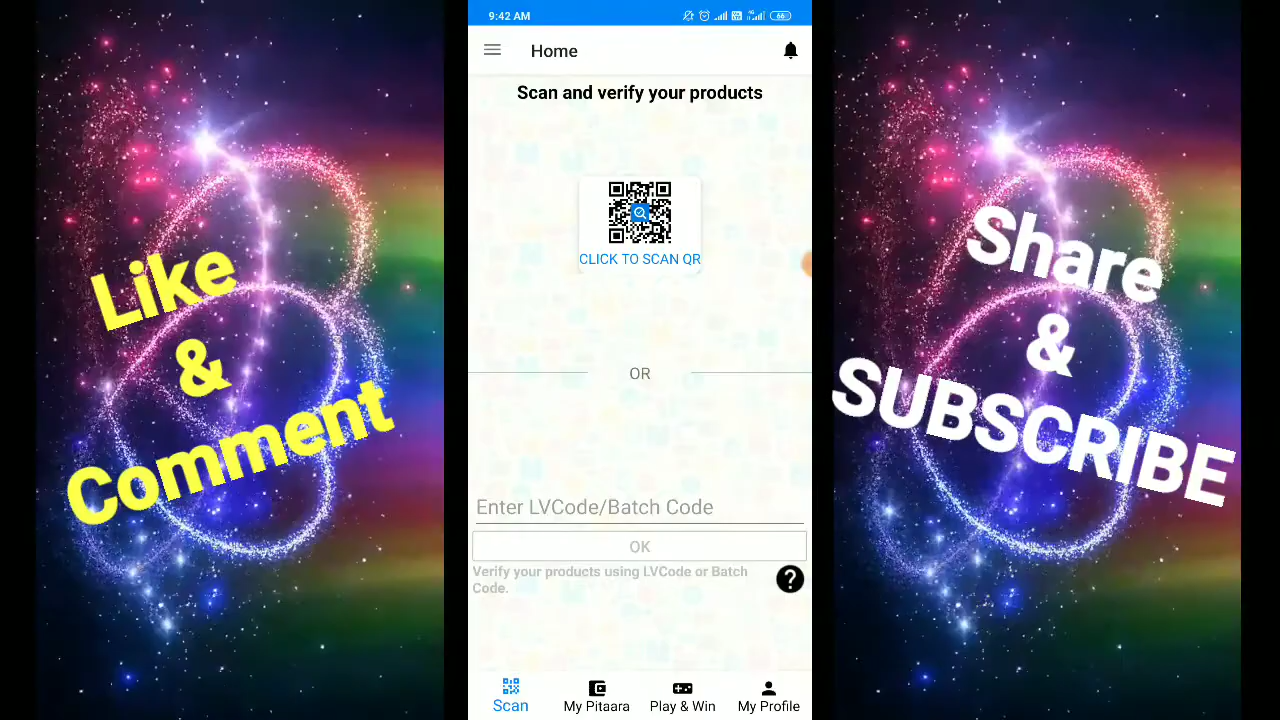 9:42 AM
66
Home
Scan and verify your products
CLICK TO SCAN QR
OR
Enter LVCode/Batch Code
OK
Verify your products using LVCode or Batch
Code.
?
Scan
My Pitaara
Play & Win
My Profile
Like
&
Comment
Share
&
SUBSCRIBE